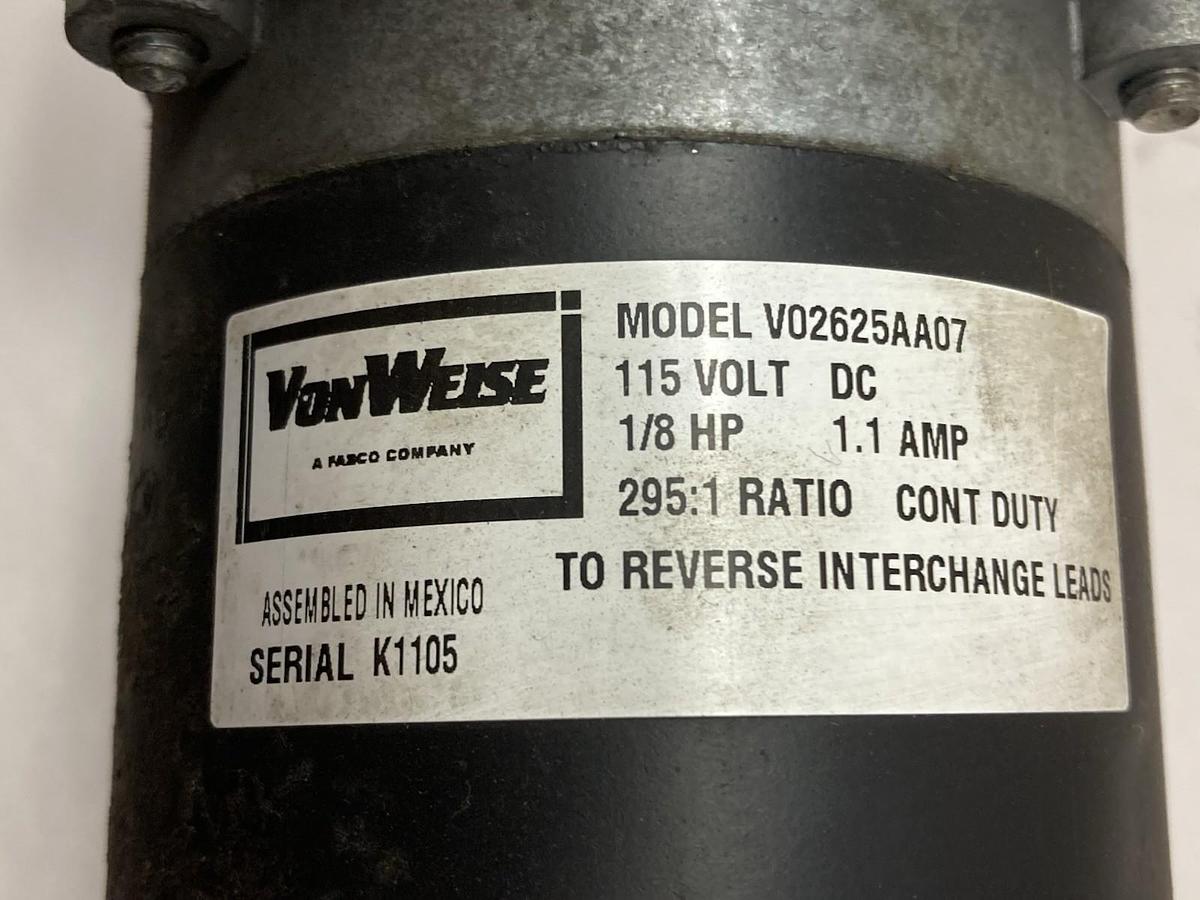 VONWEISE
A FASCO COMPANY
MODEL V02625AA07
115 VOLT DC
1/8 HP 1.1 AMP
295:1 RATIO CONT DUTY
TO REVERSE INTERCHANGE LEADS
ASSEMBLED IN MEXICO
SERIAL K1105